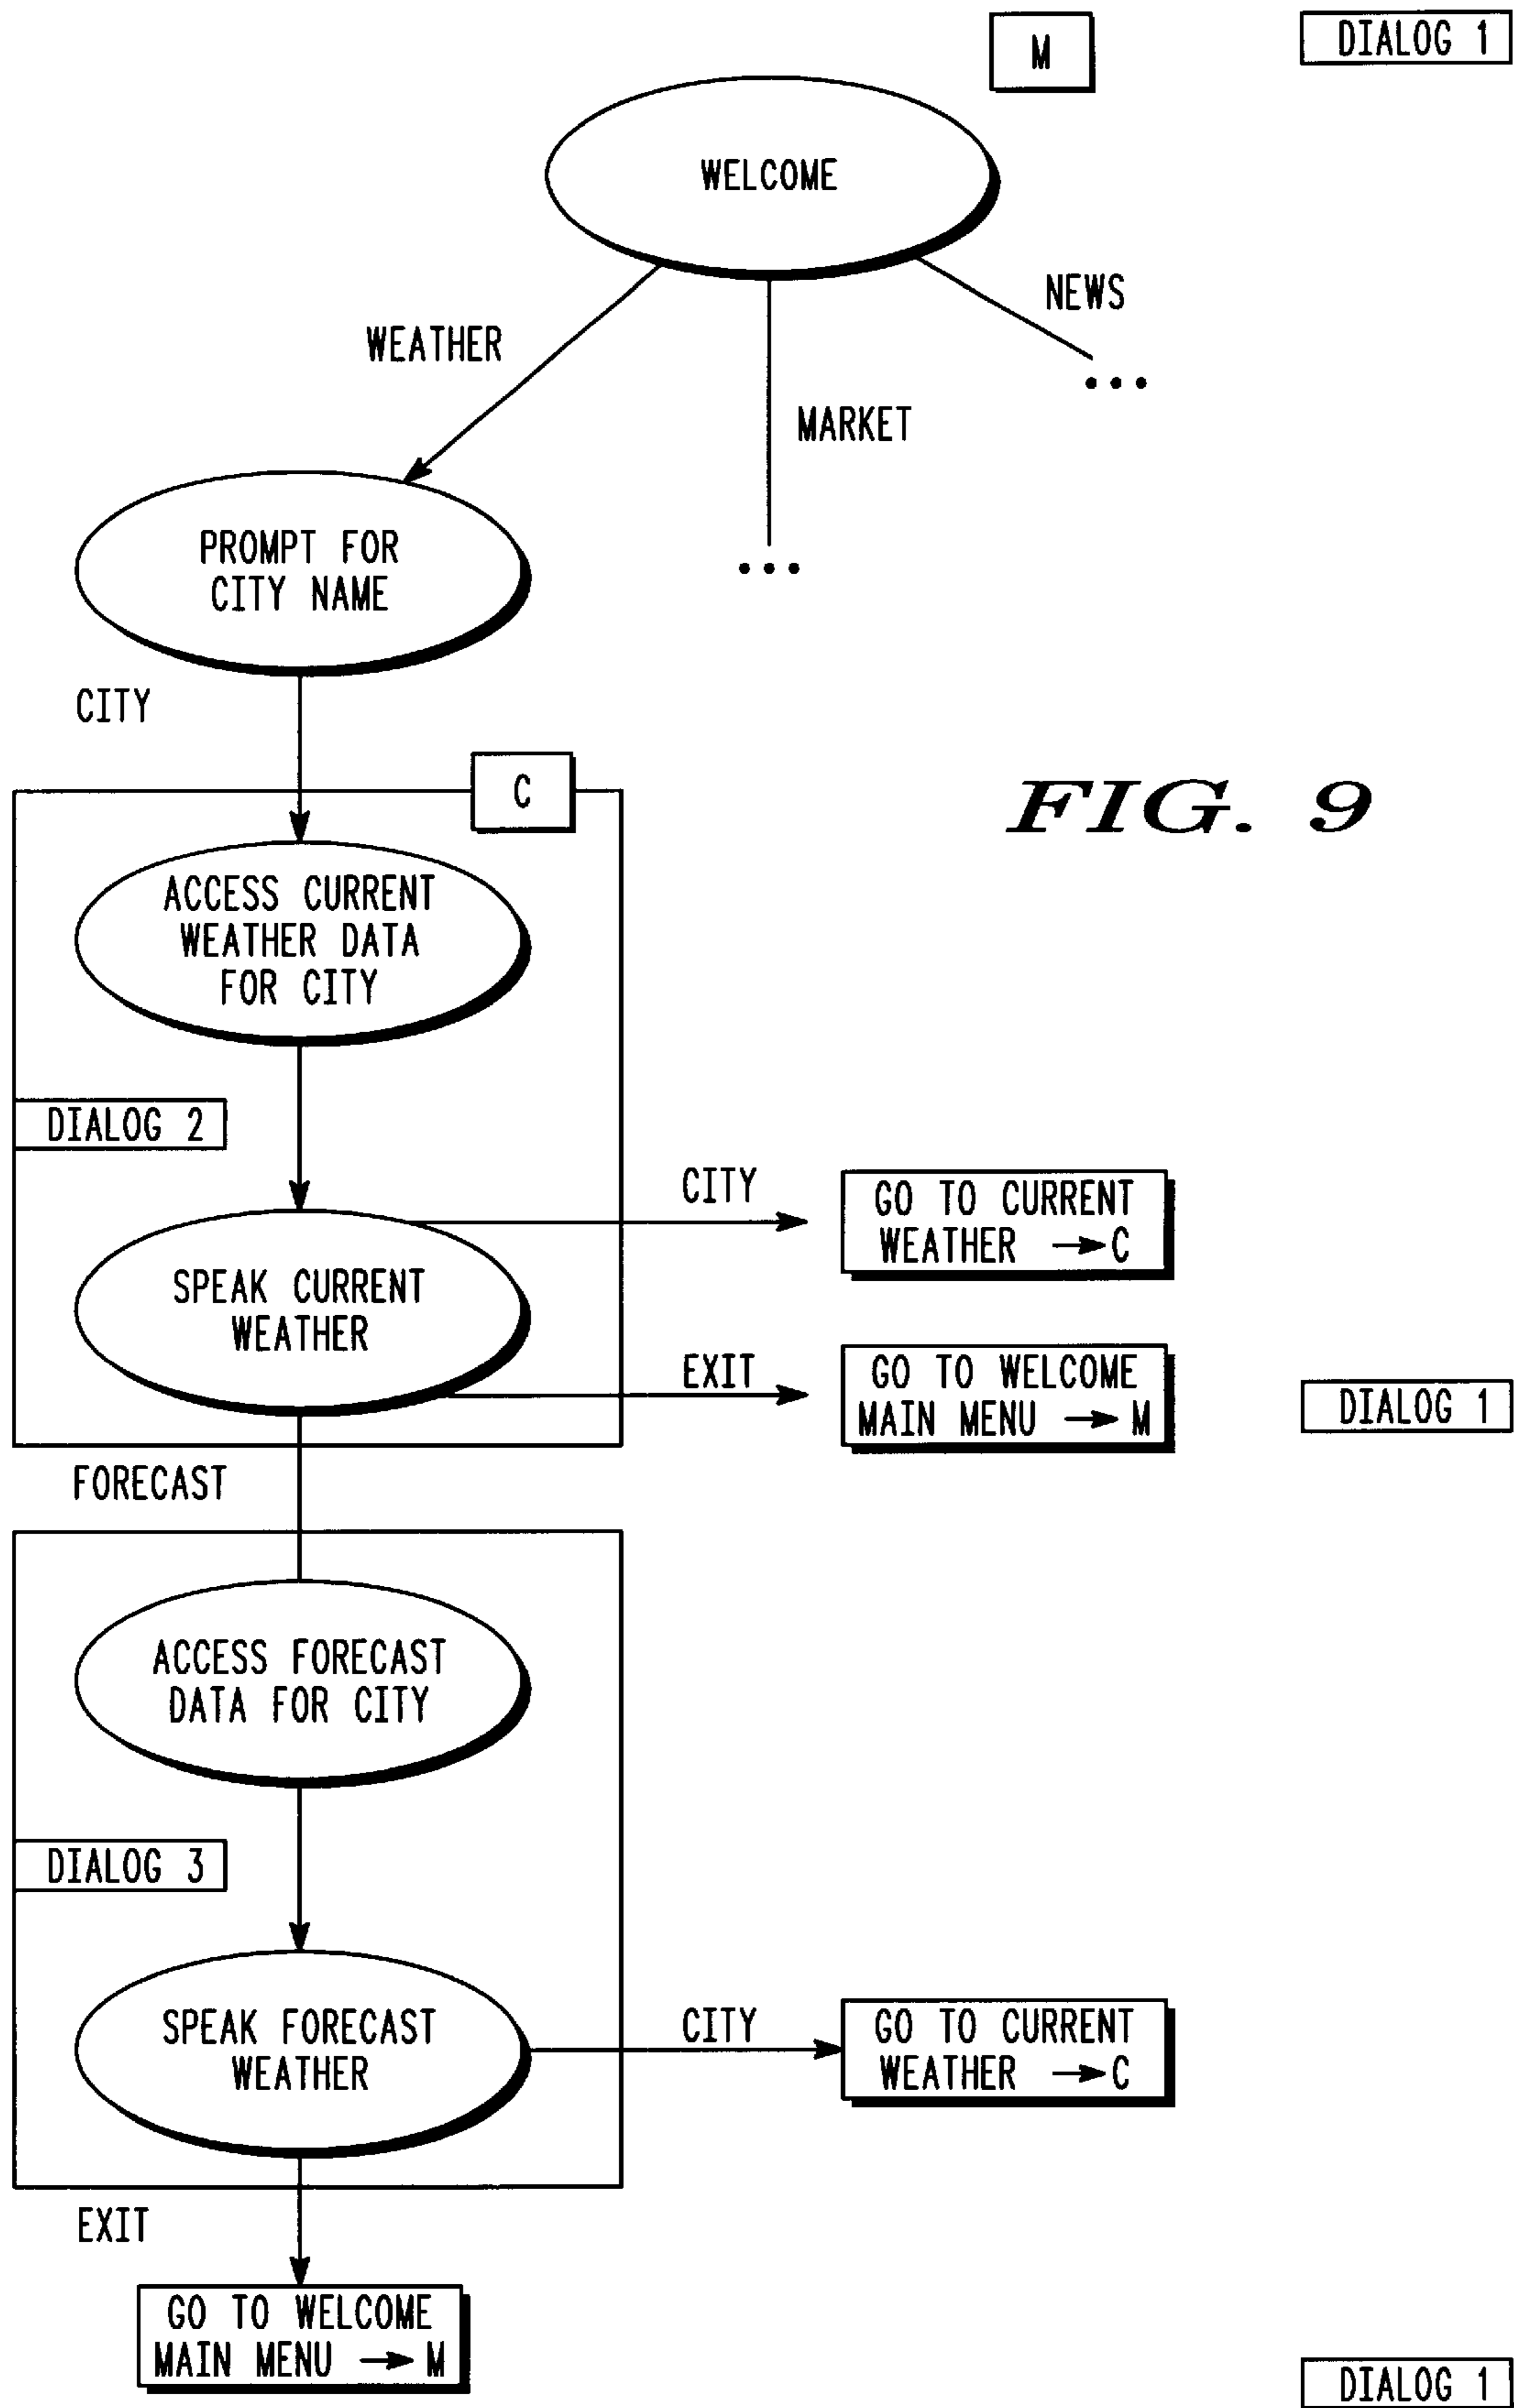 M
DIALOG 1
WELCOME
NEWS
WEATHER
• • •
MARKET
• • •
PROMPT FOR
CITY NAME
CITY
C
FIG. 9
ACCESS CURRENT
WEATHER DATA
FOR CITY
DIALOG 2
CITY
GO TO CURRENT
WEATHER → C
SPEAK CURRENT
WEATHER
EXIT
GO TO WELCOME
MAIN MENU → M
DIALOG 1
FORECAST
ACCESS FORECAST
DATA FOR CITY
DIALOG 3
SPEAK FORECAST
WEATHER
CITY
GO TO CURRENT
WEATHER → C
EXIT
GO TO WELCOME
MAIN MENU → M
DIALOG 1